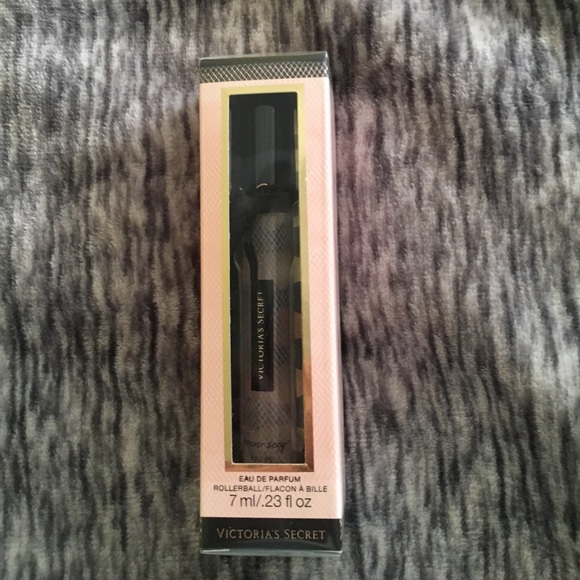 VICTORIA'S SECRET
EAU DE PARFUM
ROLLERBALL/FLACON À BILLE
7 ml/.23 fl oz
VICTORIA'S SECRET